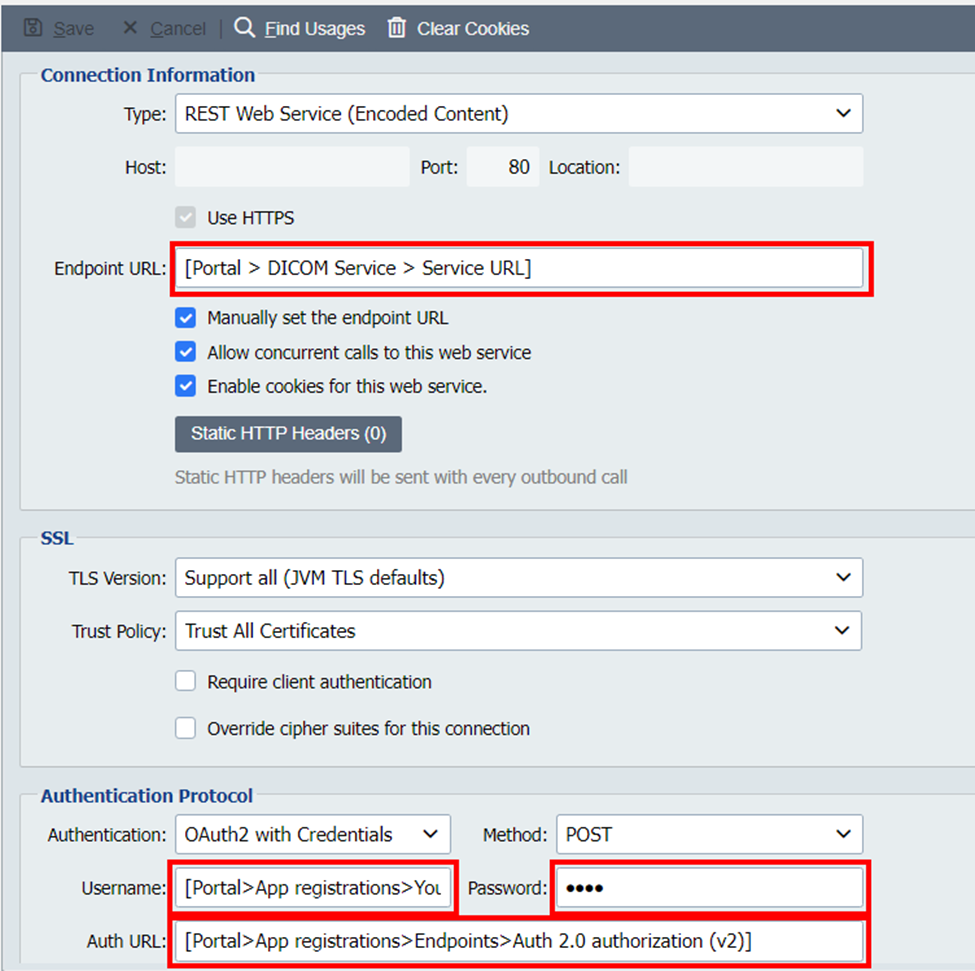 Save Cancel Find Usages Clear Cookies
Connection Information
Type: REST Web Service (Encoded Content)
Host: Port: 80 Location:
Use HTTPS
Endpoint URL: [Portal > DICOM Service > Service URL]
Manually set the endpoint URL
Allow concurrent calls to this web service
Enable cookies for this web service.
Static HTTP Headers (0)
Static HTTP headers will be sent with every outbound call
SSL
TLS Version: Support all (JVM TLS defaults)
Trust Policy: Trust All Certificates
Require client authentication
Override cipher suites for this connection
Authentication Protocol
Authentication: OAuth2 with Credentials Method: POST
Username: [Portal>App registrations>You Password: ••••
Auth URL: [Portal>App registrations>Endpoints>Auth 2.0 authorization (v2)]